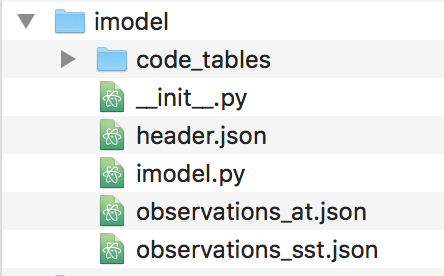 imodel
code_tables
__init__.py
header.json
imodel.py
observations_at.json
observations_sst.json